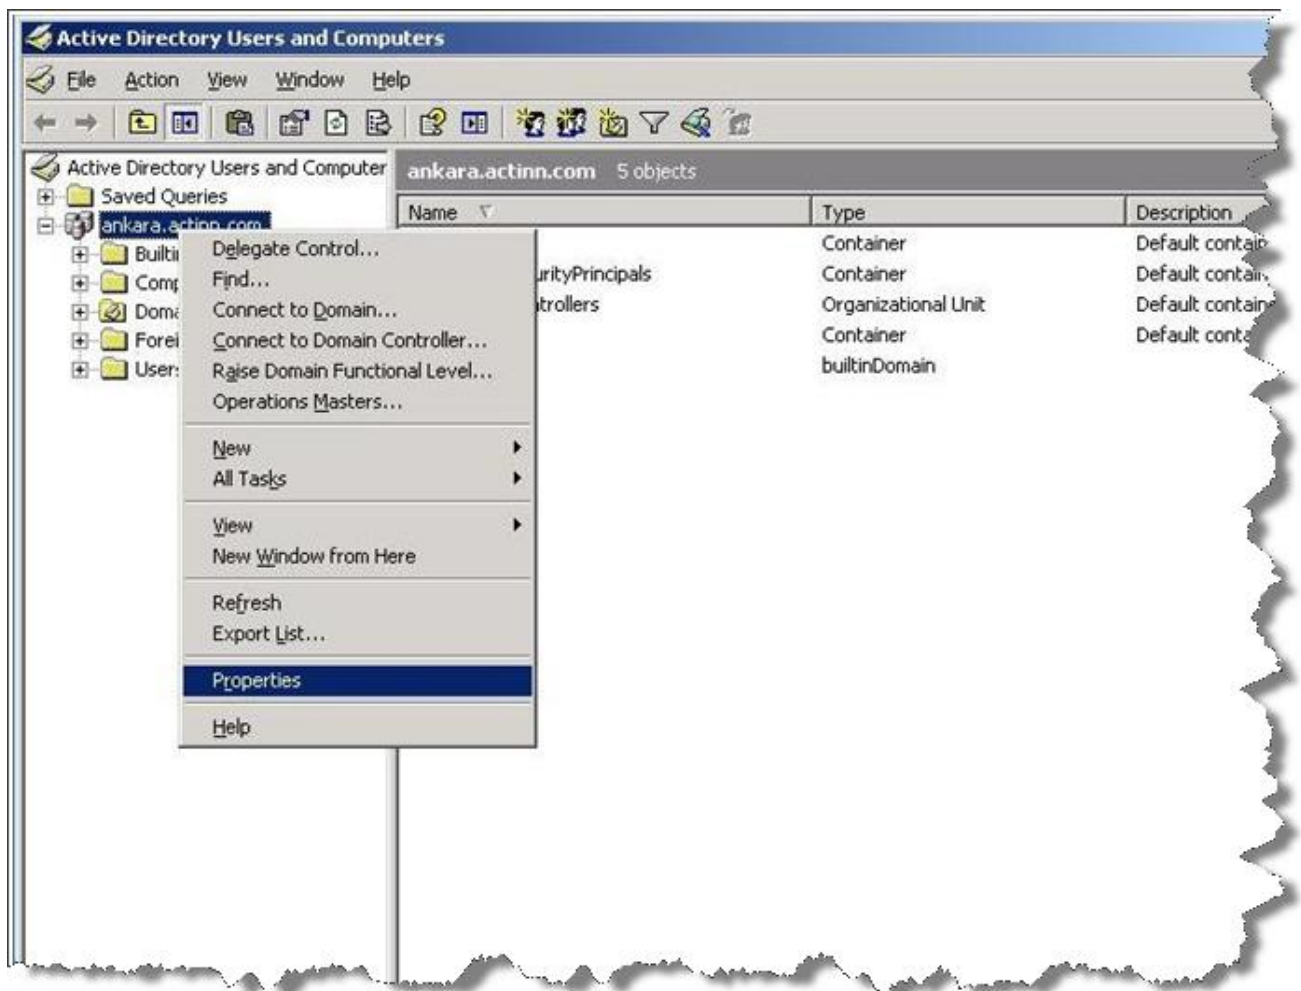 Active Directory Users and Computers
File Action View Window Help
Active Directory Users and Computer
Saved Queries
ankara.actinn.com
Builti
Comp
Doma
Forei
Users
ankara.actinn.com 5 objects
Name Type Description
Container Default contain
urityPrincipals Container Default contain
trollers Organizational Unit Default containe
Container Default conta
builtinDomain
Delegate Control...
Find...
Connect to Domain...
Connect to Domain Controller...
Raise Domain Functional Level...
Operations Masters...
New
All Tasks
View
New Window from Here
Refresh
Export List...
Properties
Help